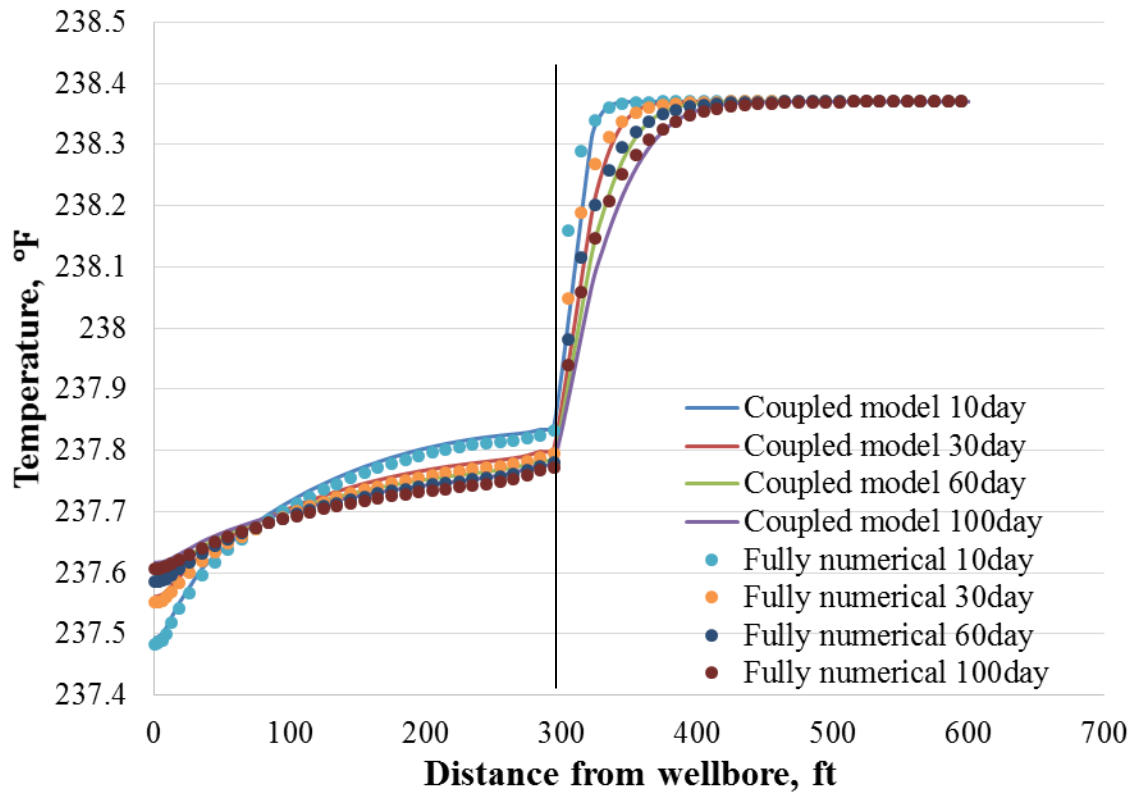 238.5
238.4
238.3
238.2
238.1
238
237.9
237.8
237.7
237.6
237.5
237.4
Temperature, ºF
Coupled model 10day
Coupled model 30day
Coupled model 60day
Coupled model 100day
Fully numerical 10day
Fully numerical 30day
Fully numerical 60day
Fully numerical 100day
0 100 200 300 400 500 600 700
Distance from wellbore, ft